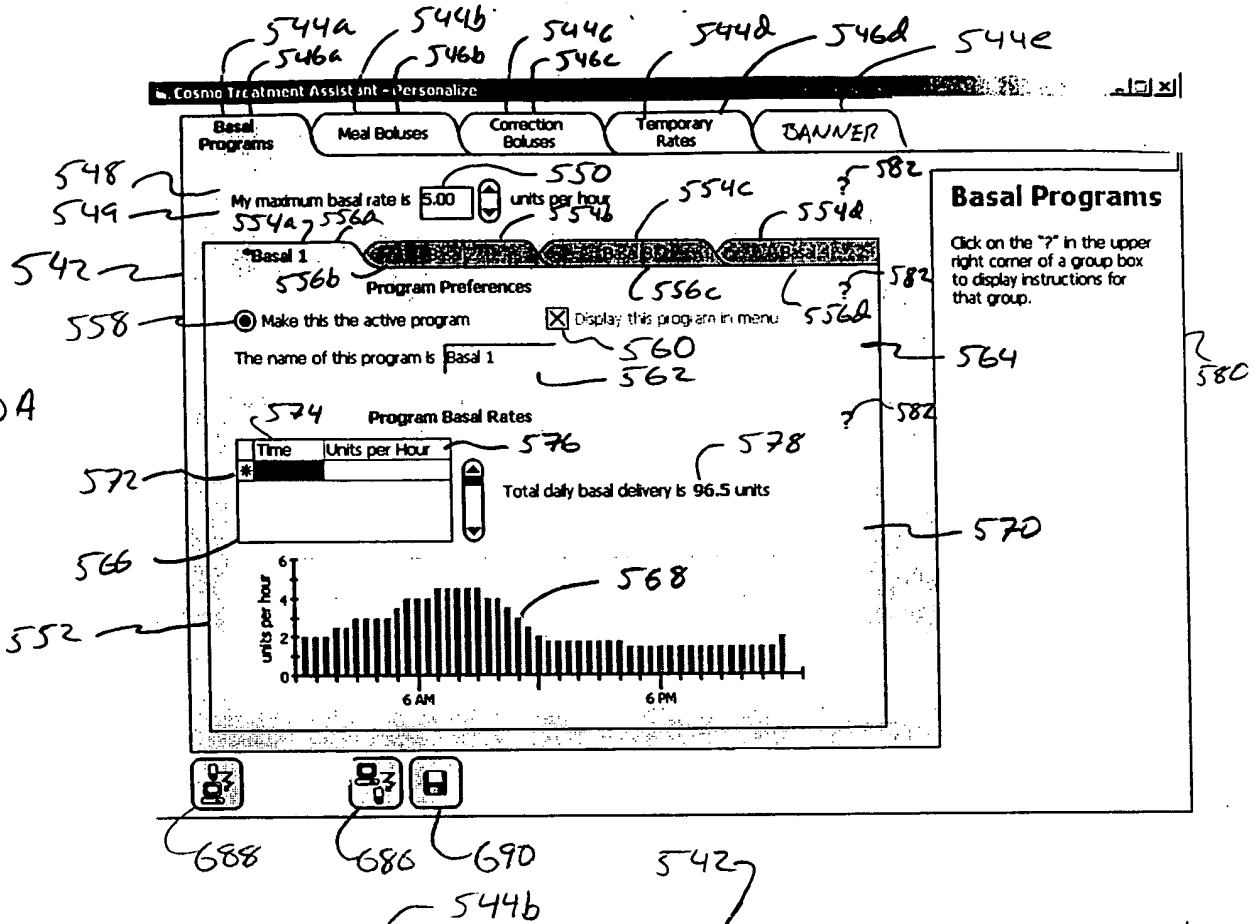 544a 544b 544c 544d 546d 544e
546a 546b 546c
Cosmo Treatment Assistant - Personalize
Basal Programs
Meal Boluses
Correction Boluses
Temporary Rates
BANNER
548
550
549
My maximum basal rate is 5.00 units per hour
582
554a 556a 554b 554c 554d
Basal Programs
Click on the "?" in the upper
right corner of a group box
to display instructions for
that group.
542
*Basal 1
556b 556c 556d
? 582
Program Preferences
558
Make this the active program
Display this program in menu
560
564
580
The name of this program is Basal 1
562
A
574
Program Basal Rates
? 582
Time Units per Hour
576
578
572
*
Total daily basal delivery is 96.5 units
566
570
568
552
units per hour
6
4
2
0
6 AM
6 PM
688
686
690
542
544b